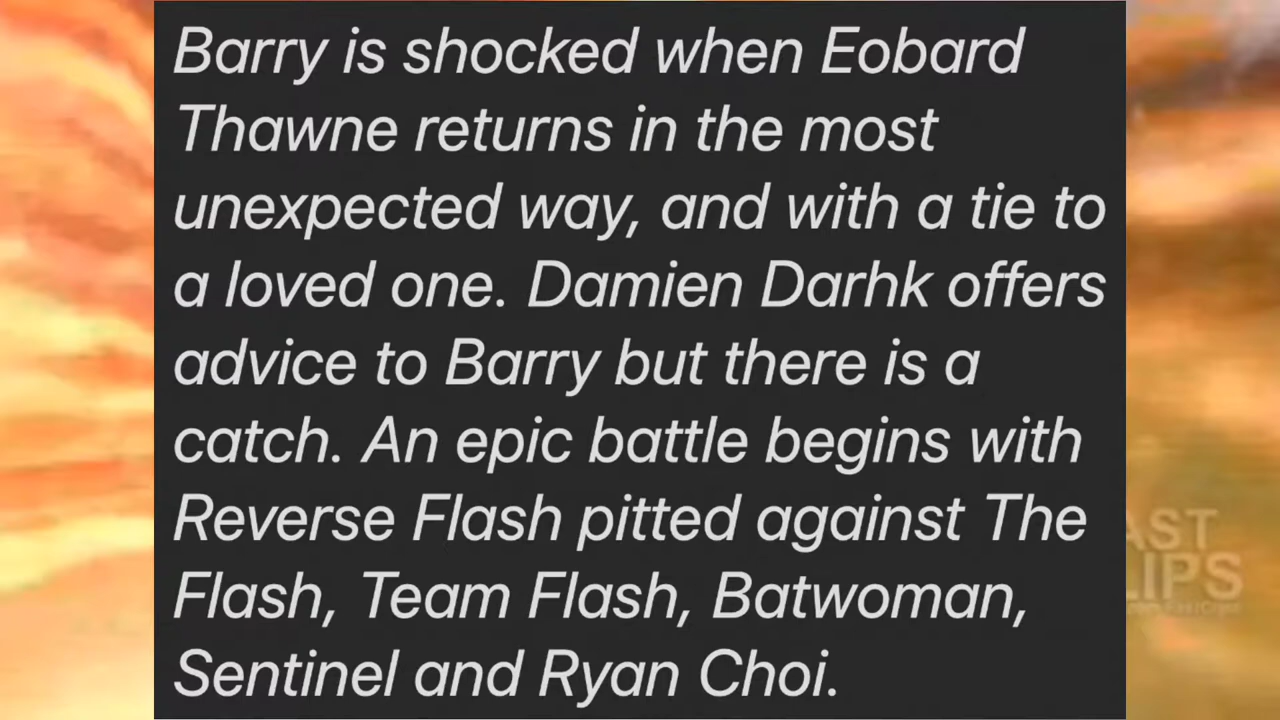 Barry is shocked when Eobard
Thawne returns in the most
unexpected way, and with a tie to
a loved one. Damien Darhk offers
advice to Barry but there is a
catch. An epic battle begins with
Reverse Flash pitted against The
Flash, Team Flash, Batwoman,
Sentinel and Ryan Choi.
AST
LIPS